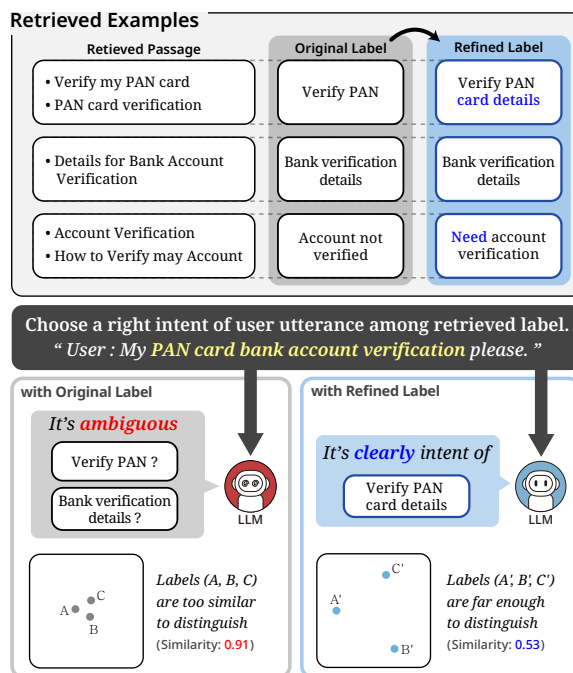 Retrieved Examples
Retieved Passage
Original Label
Refined Label
• Verify my PAN card
• PAN card verification
Verify PAN
Verify PAN
card details
• Details for Bank Account
Verification
Bank verification
details
Bank verification
details
• Account Verification
• How to Verify may Account
Account not
verified
Need account
verification
Choose a right intent of user utterance among retrieved label.
“ User : My PAN card bank account verification please. ”
with Original Label
It’s ambiguous
Verify PAN ?
Bank verification
details ?
LLM
A
C
B
Labels (A, B, C)
are too similar
to distinguish
(Similarity: 0.91)
with Refined Label
It’s clearly intent of
Verify PAN
card details
LLM
C'
A'
B'
Labels (A', B', C')
are far enough
to distinguish
(Similarity: 0.53)